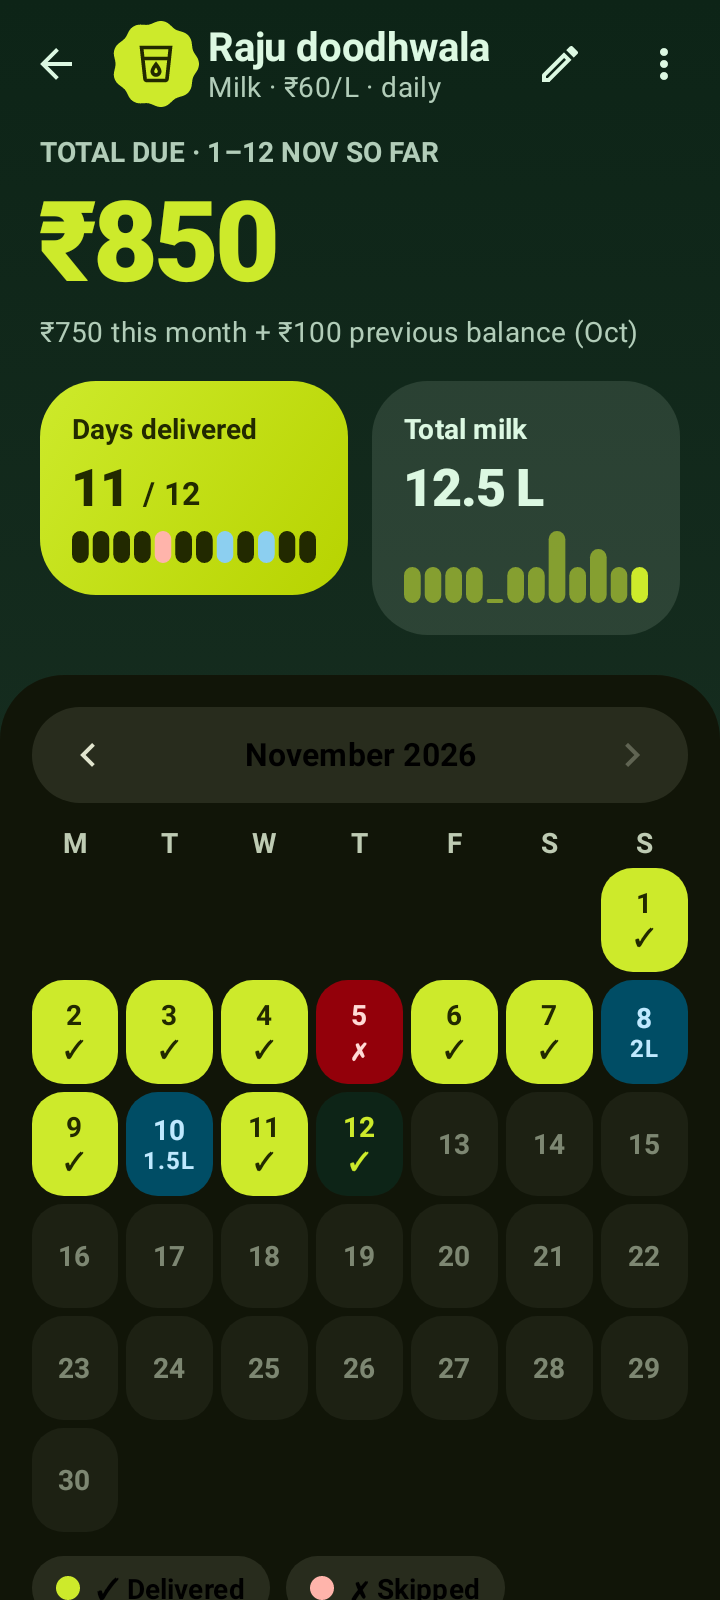 Raju doodhwala
Milk · ₹60/L · daily
TOTAL DUE · 1–12 NOV SO FAR
₹850
₹750 this month + ₹100 previous balance (Oct)
Days delivered
11 / 12
Total milk
12.5 L
November 2026
M T W T F S S
1
✓
2 3 4 5 6 7 8
✓ ✓ ✓ ✗ ✓ ✓ 2L
9 10 11 12 13 14 15
✓ 1.5L ✓ ✓
16 17 18 19 20 21 22
23 24 25 26 27 28 29
30
✓ Delivered ✗ Skipped